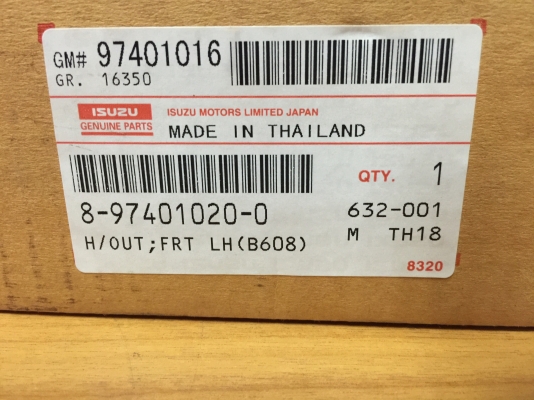 GM# 97401016
GR. 16350
ISUZU
GENUINE PARTS
ISUZU MOTORS LIMITED JAPAN
MADE IN THAILAND
QTY. 1
8-97401020-0
632-001
H/OUT;FRT LH(B608)
M TH18
8320